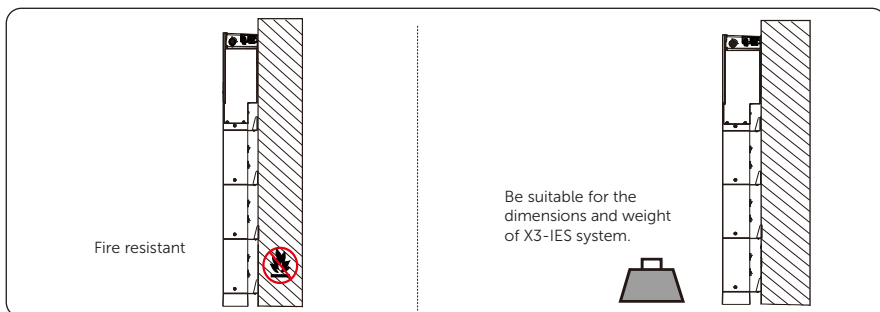 Fire resistant
Be suitable for the
dimensions and weight
of X3-IES system.